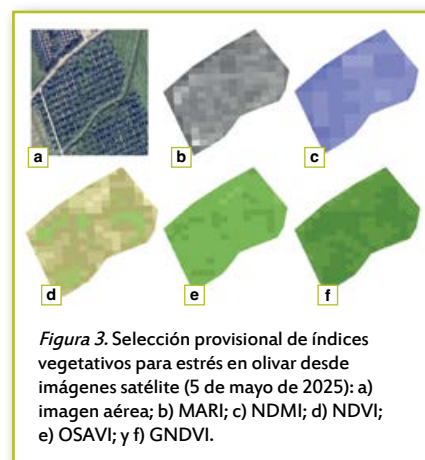 a
b
c
d
e
f
Figura 3. Selección provisional de índices
vegetativos para estrés en olivar desde
imágenes satélite (5 de mayo de 2025): a)
imagen aérea; b) MARI; c) NDMI; d) NDVI;
e) OSAVI; y f) GNDVI.